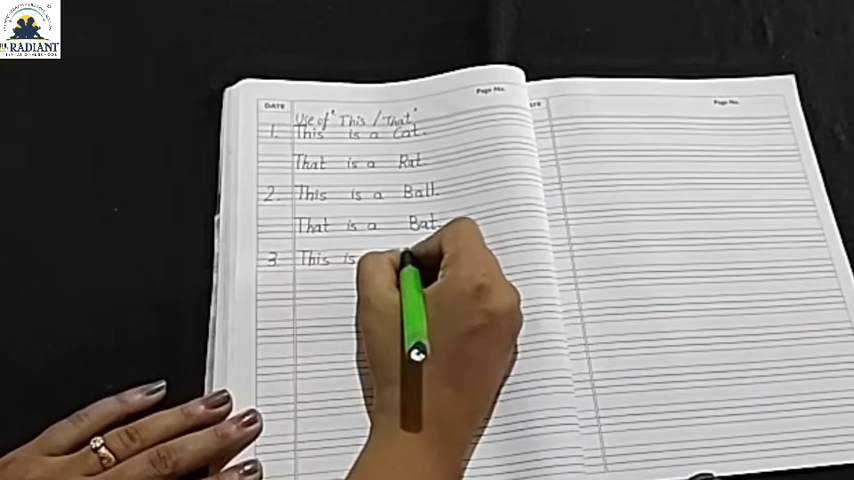 RADIANT
DATE
Page No.
Page No.
Use of "This / That"
1. This is a Cat.
That is a Rat.
2. This is a Ball.
That is a Bat.
3 This is